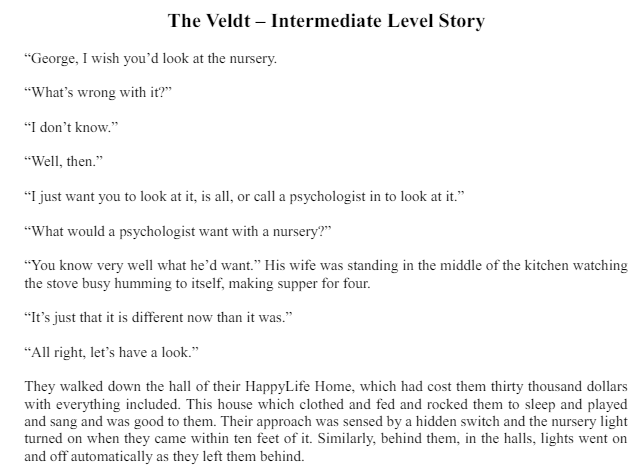 The Veldt – Intermediate Level Story
“George, I wish you’d look at the nursery.
“What’s wrong with it?”
“I don’t know.”
“Well, then.”
“I just want you to look at it, is all, or call a psychologist in to look at it.”
“What would a psychologist want with a nursery?”
“You know very well what he’d want.” His wife was standing in the middle of the kitchen watching
the stove busy humming to itself, making supper for four.
“It’s just that it is different now than it was.”
“All right, let’s have a look.”
They walked down the hall of their HappyLife Home, which had cost them thirty thousand dollars
with everything included. This house which clothed and fed and rocked them to sleep and played
and sang and was good to them. Their approach was sensed by a hidden switch and the nursery light
turned on when they came within ten feet of it. Similarly, behind them, in the halls, lights went on
and off automatically as they left them behind.